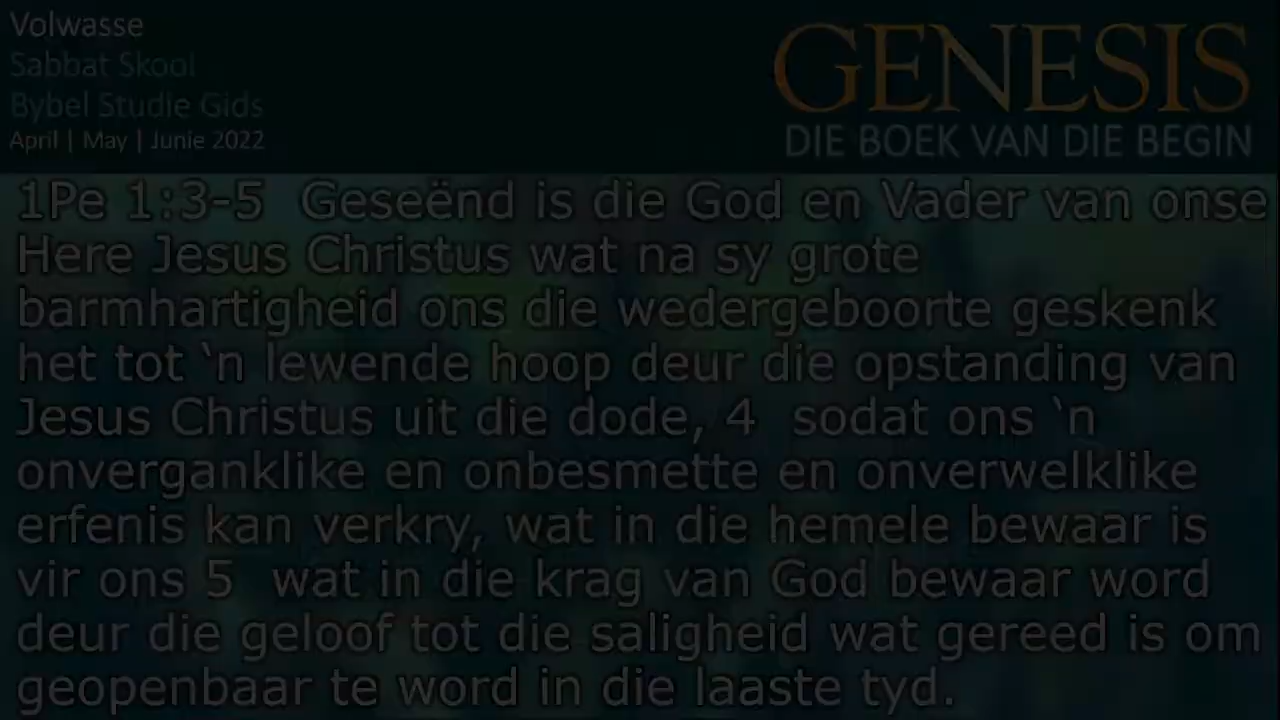 Volwasse
Sabbat Skool
Bybel Studie Gids
April | May | Junie 2022
GENESIS
DIE BOEK VAN DIE BEGIN
1Pe 1:3-5  Geseënd is die God en Vader van onse
Here Jesus Christus wat na sy grote
barmhartigheid ons die wedergeboorte geskenk
het tot `n lewende hoop deur die opstanding van
Jesus Christus uit die dode, 4  sodat ons `n
onverganklike en onbesmette en onverwelklike
erfenis kan verkry, wat in die hemele bewaar is
vir ons 5  wat in die krag van God bewaar word
deur die geloof tot die saligheid wat gereed is om
geopenbaar te word in die laaste tyd.